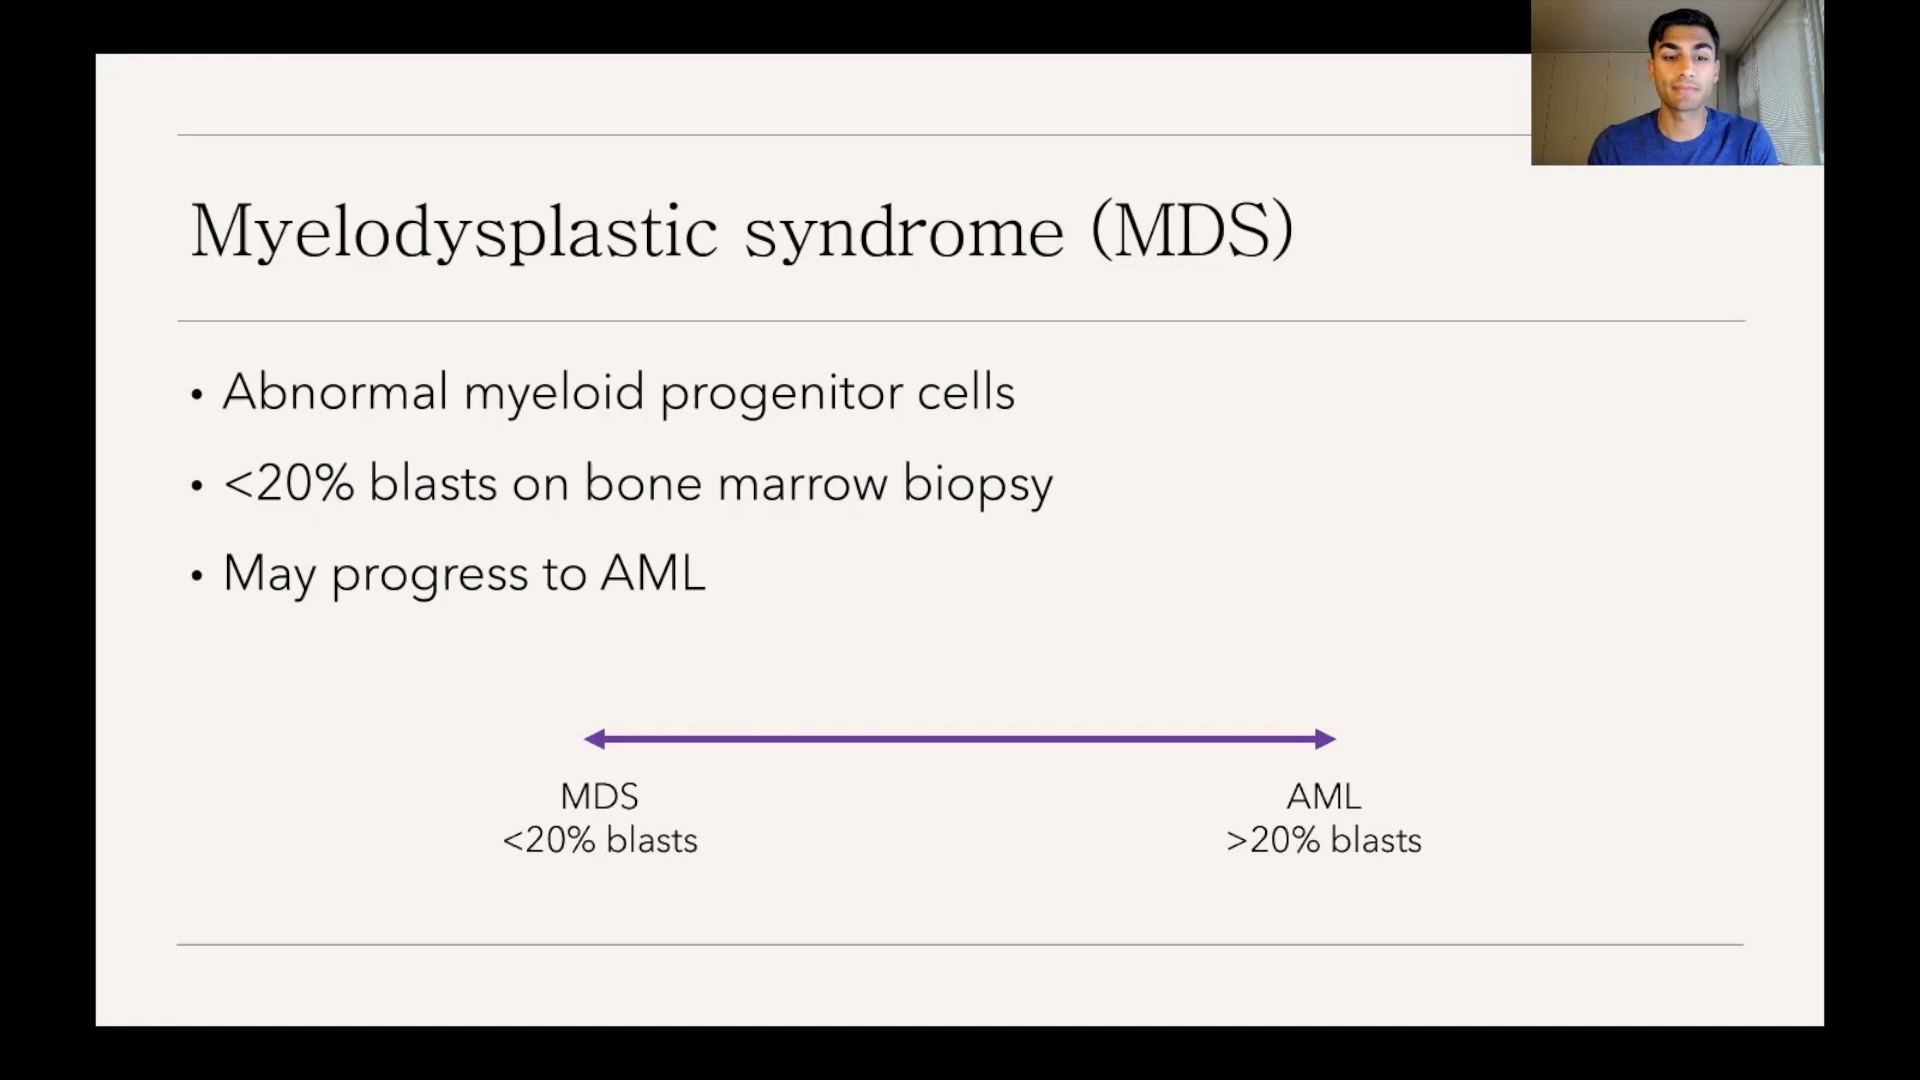 Myelodysplastic syndrome (MDS)
• Abnormal myeloid progenitor cells
• <20% blasts on bone marrow biopsy
• May progress to AML
MDS
<20% blasts
AML
>20% blasts